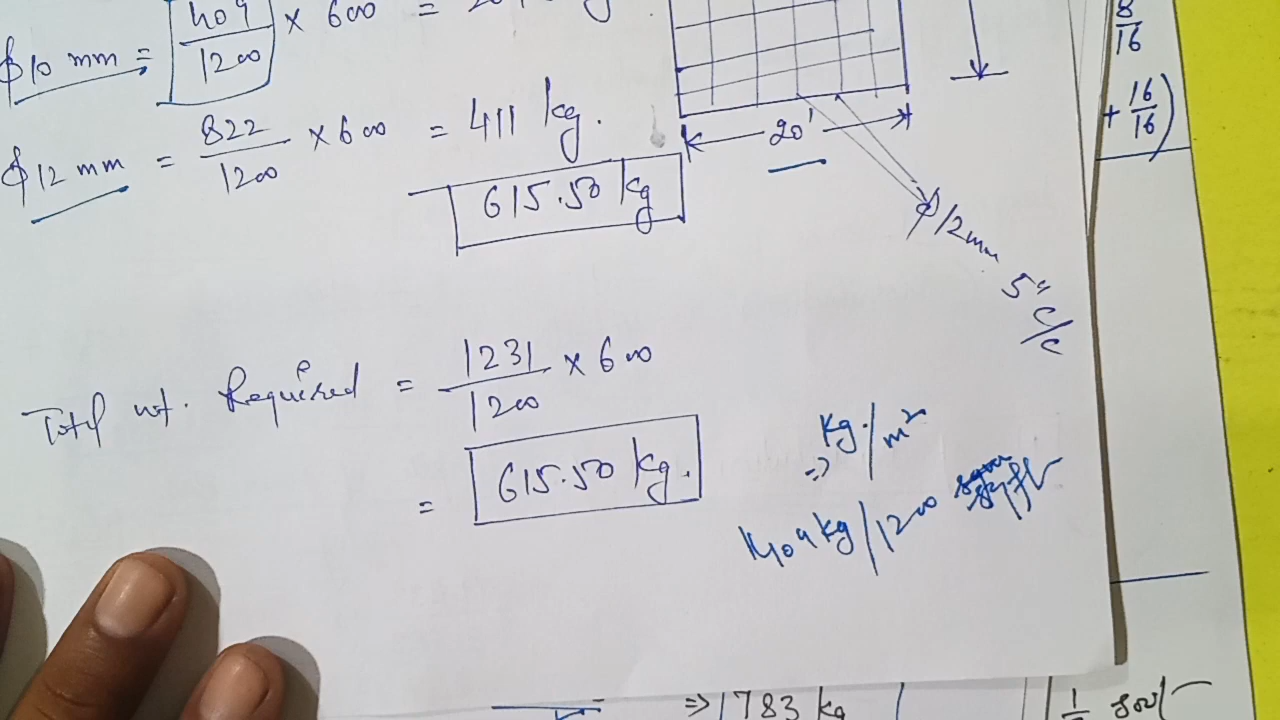 ϕ10 mm = 409/1200 × 600 = 20
ϕ12 mm = 822/1200 × 600 = 411 kg.
615.50 kg
20'
ϕ12mm 5" c/c
8/16
+ 16/16)
Total wt. Required = 1231/1200 × 600
= 615.50 kg.
⇒ kg./m²
409 kg/1200
⇒ 1783 kg